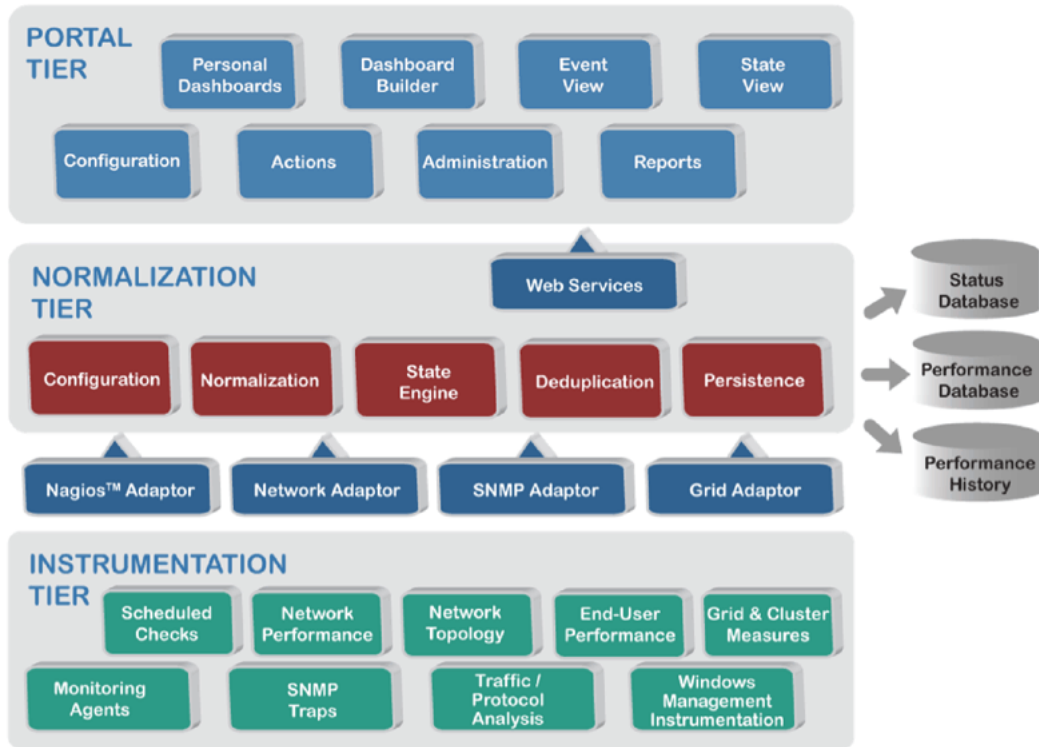 PORTAL
TIER
Personal
Dashboards
Dashboard
Builder
Event
View
State
View
Configuration
Actions
Administration
Reports
NORMALIZATION
TIER
Web Services
Configuration
Normalization
State
Engine
Deduplication
Persistence
Status
Database
Performance
Database
Performance
History
Nagios™ Adaptor
Network Adaptor
SNMP Adaptor
Grid Adaptor
INSTRUMENTATION
TIER
Scheduled
Checks
Network
Performance
Network
Topology
End-User
Performance
Grid & Cluster
Measures
Monitoring
Agents
SNMP
Traps
Traffic /
Protocol
Analysis
Windows
Management
Instrumentation